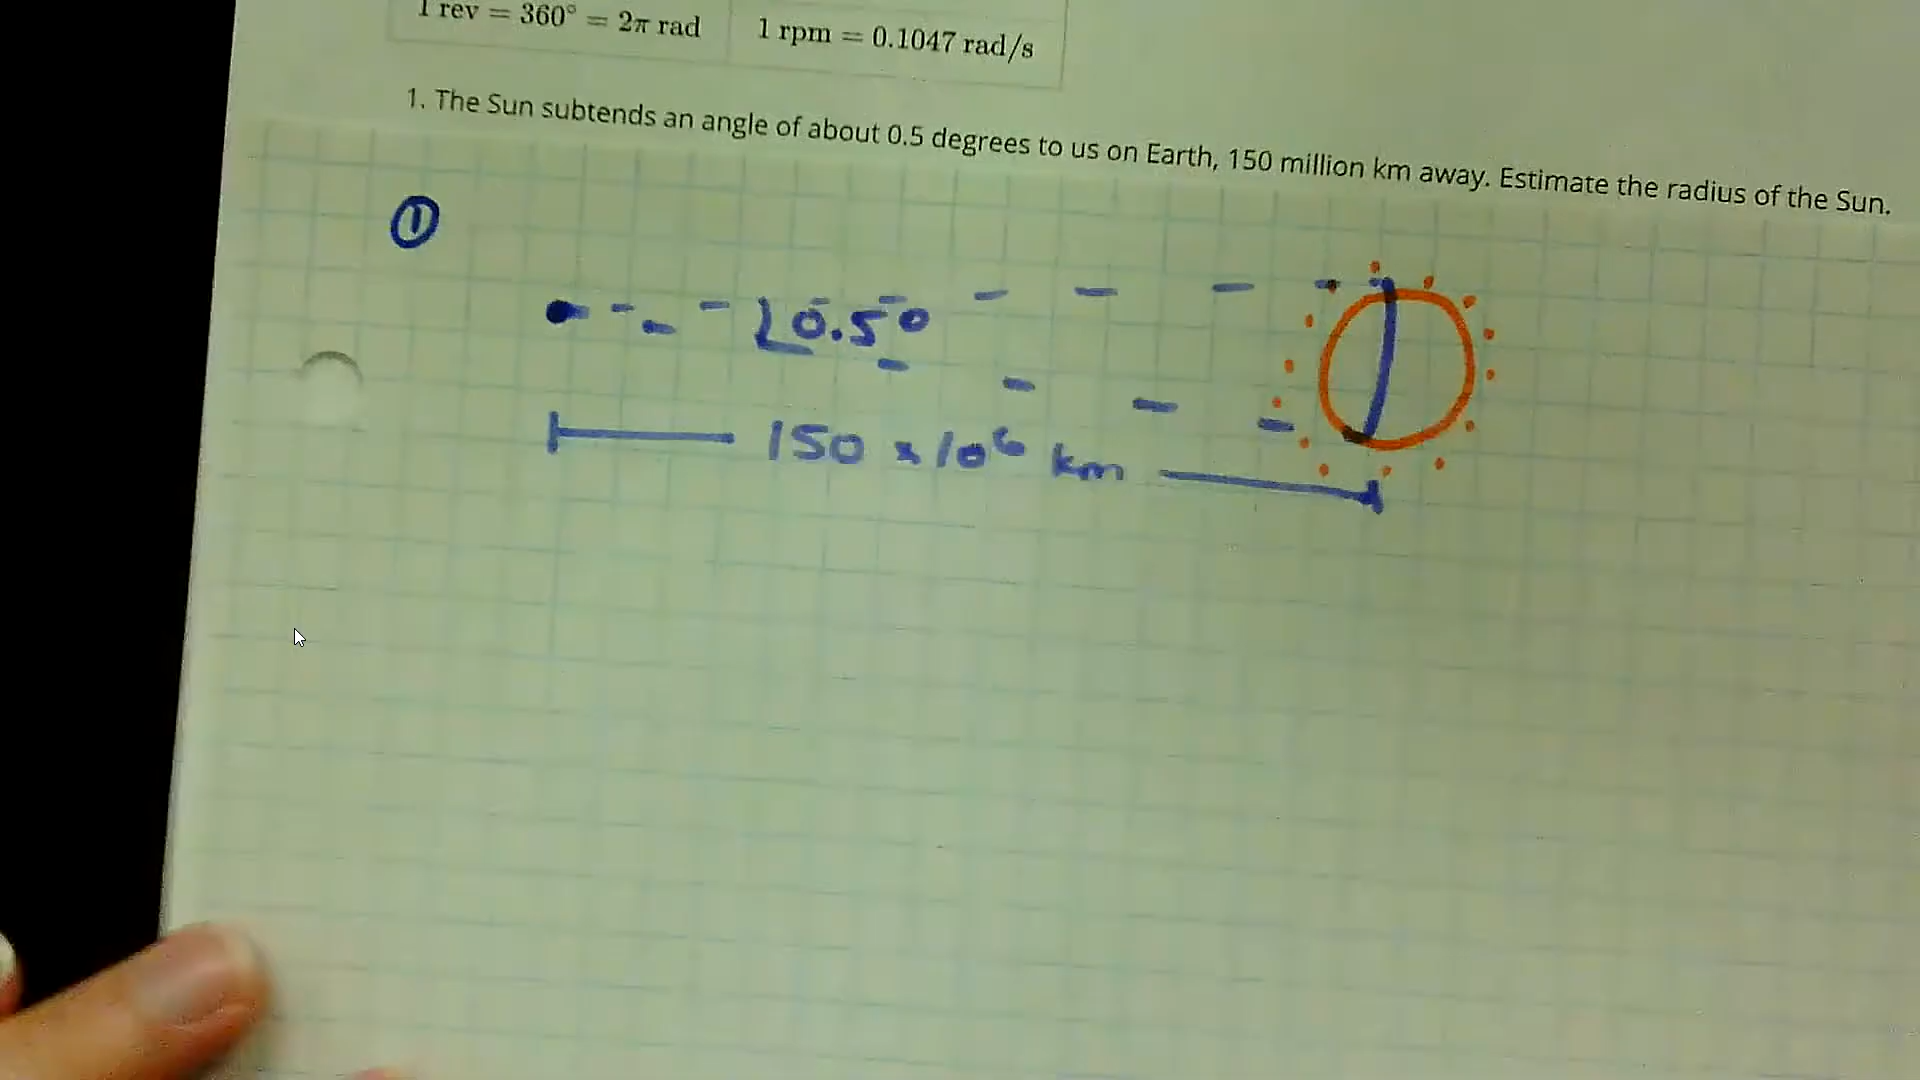 1 rev = 360° = 2π rad
1 rpm = 0.1047 rad/s
1. The Sun subtends an angle of about 0.5 degrees to us on Earth, 150 million km away. Estimate the radius of the Sun.
①
∠0.5°
150 × 10⁶ km